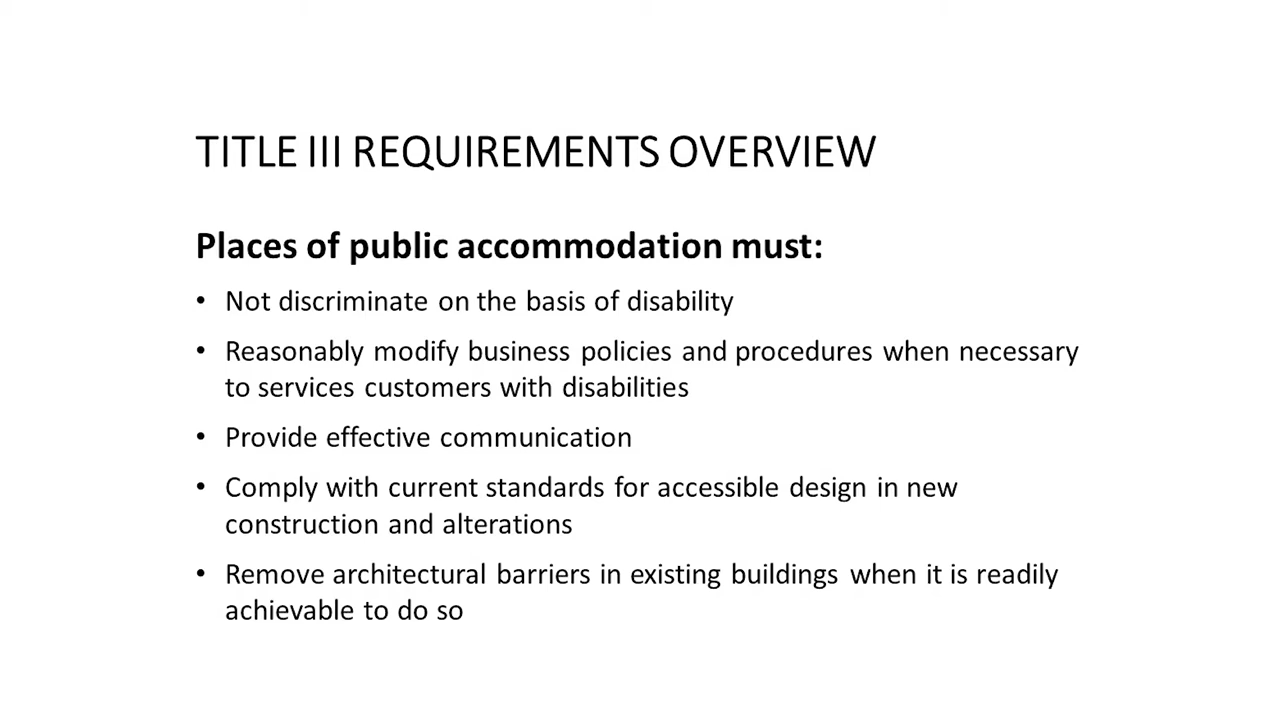 TITLE III REQUIREMENTS OVERVIEW
Places of public accommodation must:
• Not discriminate on the basis of disability
• Reasonably modify business policies and procedures when necessary
to services customers with disabilities
• Provide effective communication
• Comply with current standards for accessible design in new
construction and alterations
• Remove architectural barriers in existing buildings when it is readily
achievable to do so